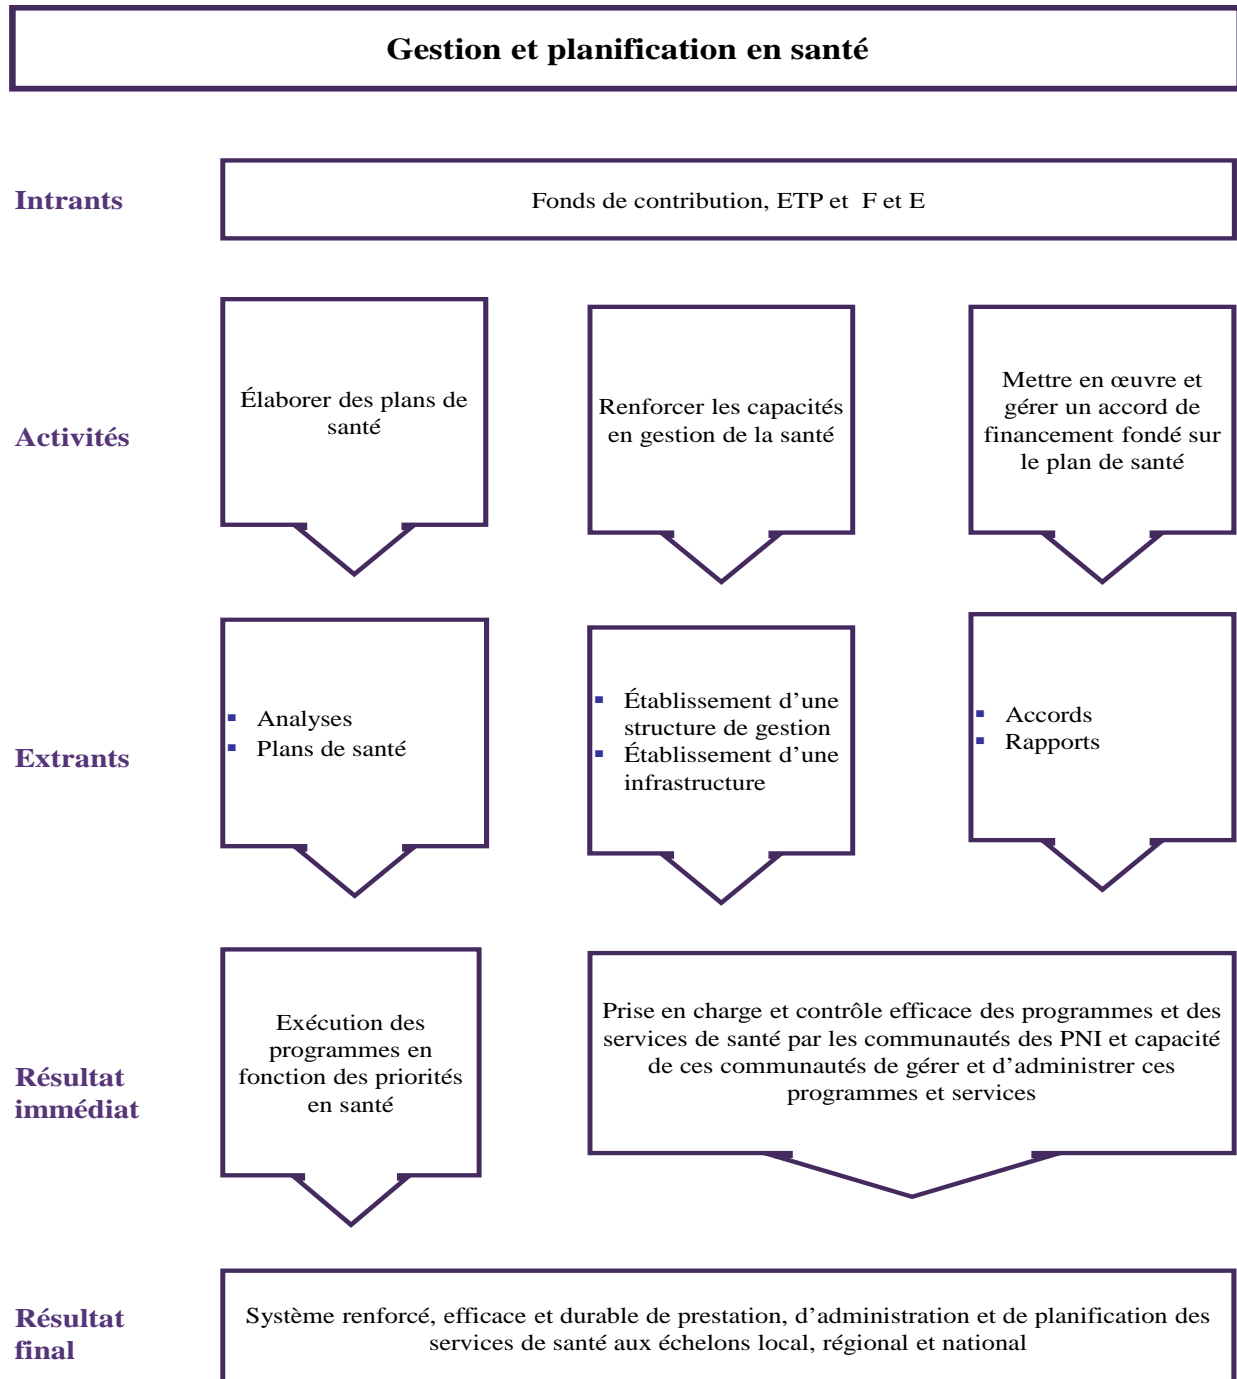 Gestion et planification en santé
Intrants
Fonds de contribution, ETP et F et E
Activités
Élaborer des plans de
santé
Renforcer les capacités
en gestion de la santé
Mettre en œuvre et
gérer un accord de
financement fondé sur
le plan de santé
Extrants
▪ Analyses
▪ Plans de santé
▪ Établissement d’une
structure de gestion
▪ Établissement d’une
infrastructure
▪ Accords
▪ Rapports
Résultat
immédiat
Exécution des
programmes en
fonction des priorités
en santé
Prise en charge et contrôle efficace des programmes et des
services de santé par les communautés des PNI et capacité
de ces communautés de gérer et d’administrer ces
programmes et services
Résultat
final
Système renforcé, efficace et durable de prestation, d’administration et de planification des
services de santé aux échelons local, régional et national